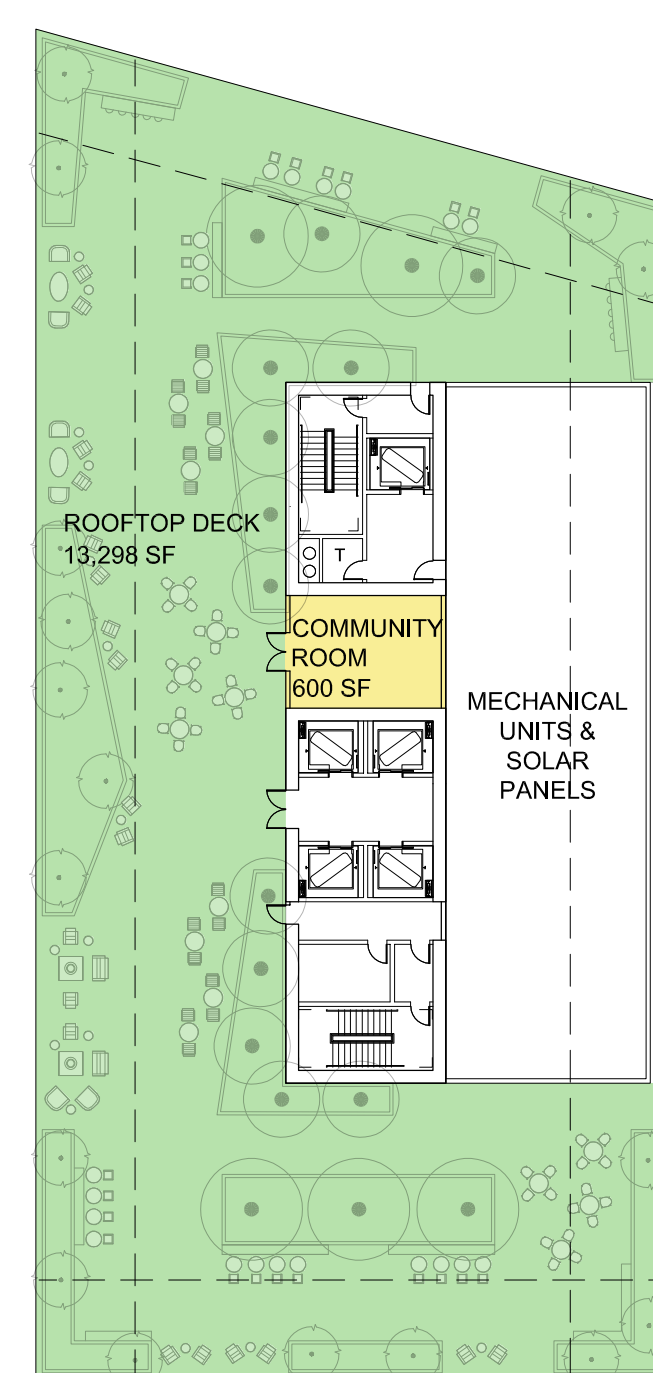 ROOFTOP DECK
13,298 SF
T
COMMUNITY
ROOM
600 SF
MECHANICAL
UNITS &
SOLAR
PANELS